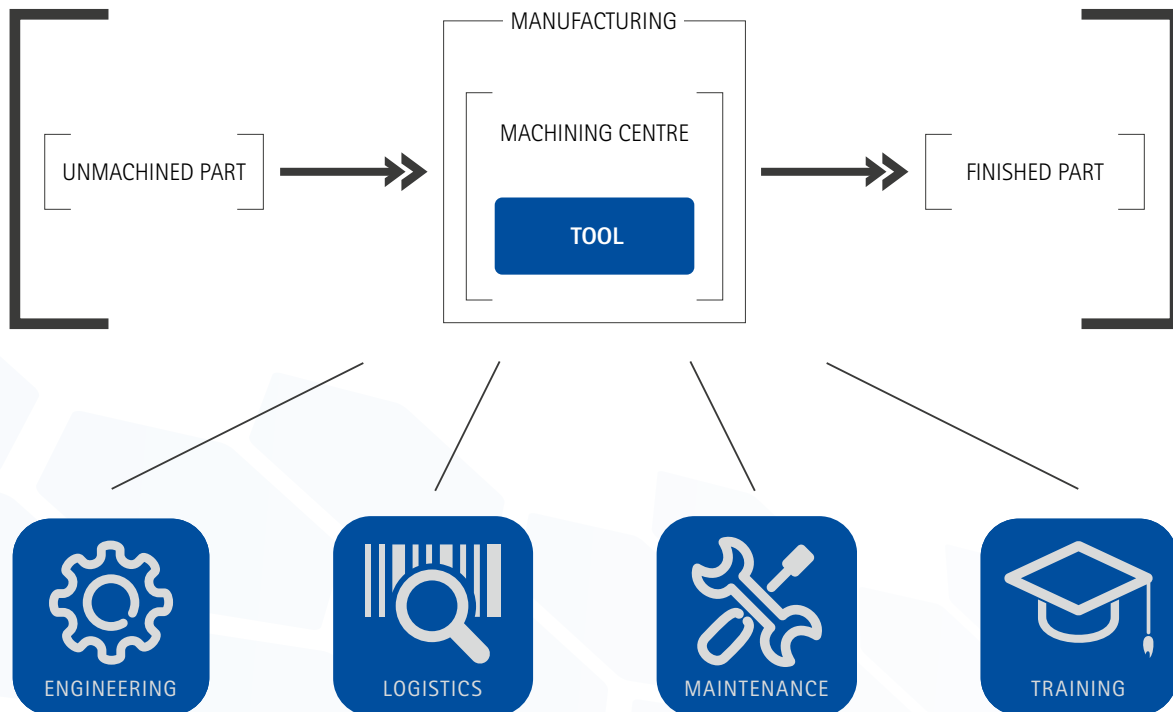 MANUFACTURING
MACHINING CENTRE
UNMACHINED PART
FINISHED PART
TOOL
ENGINEERING
LOGISTICS
MAINTENANCE
TRAINING